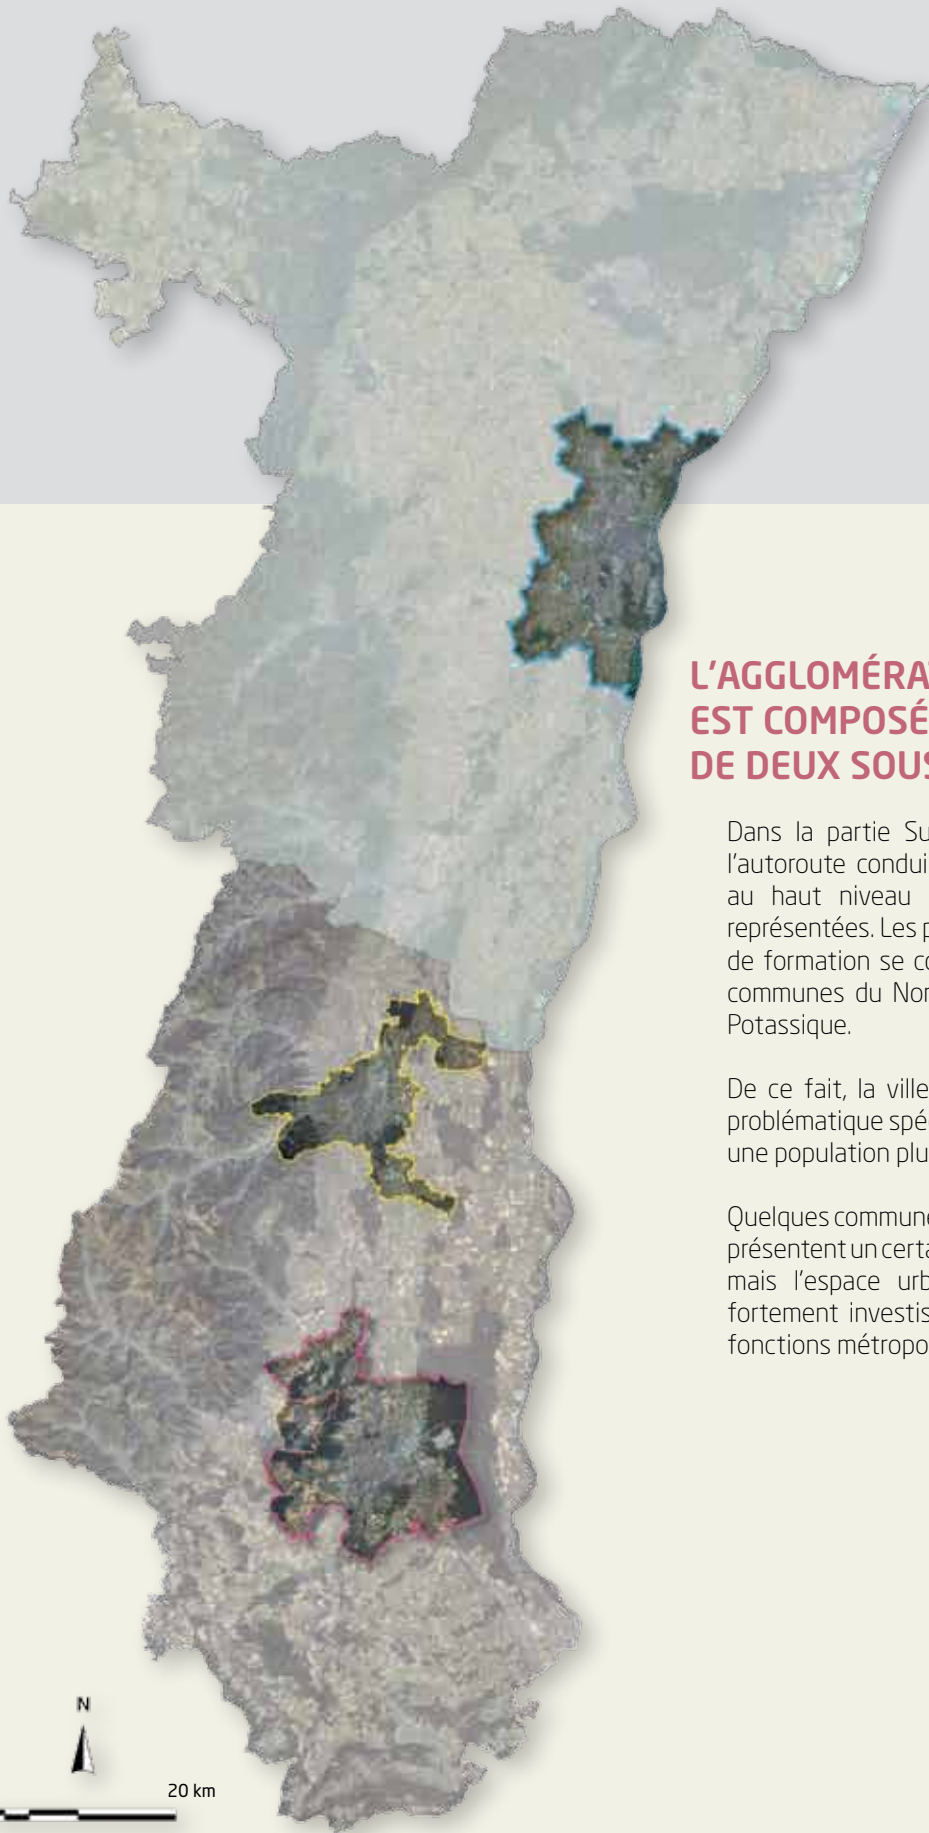 L'AGGLOMÉRA
EST COMPOSÉ
DE DEUX SOUS
Dans la partie Su
l'autoroute condui
au haut niveau
représentées. Les p
de formation se co
communes du Nor
Potassique.
De ce fait, la ville
problématique spé
une population plu
Quelques commune
présentent un certa
mais l'espace urb
fortement investis
fonctions métropo
N
20 km